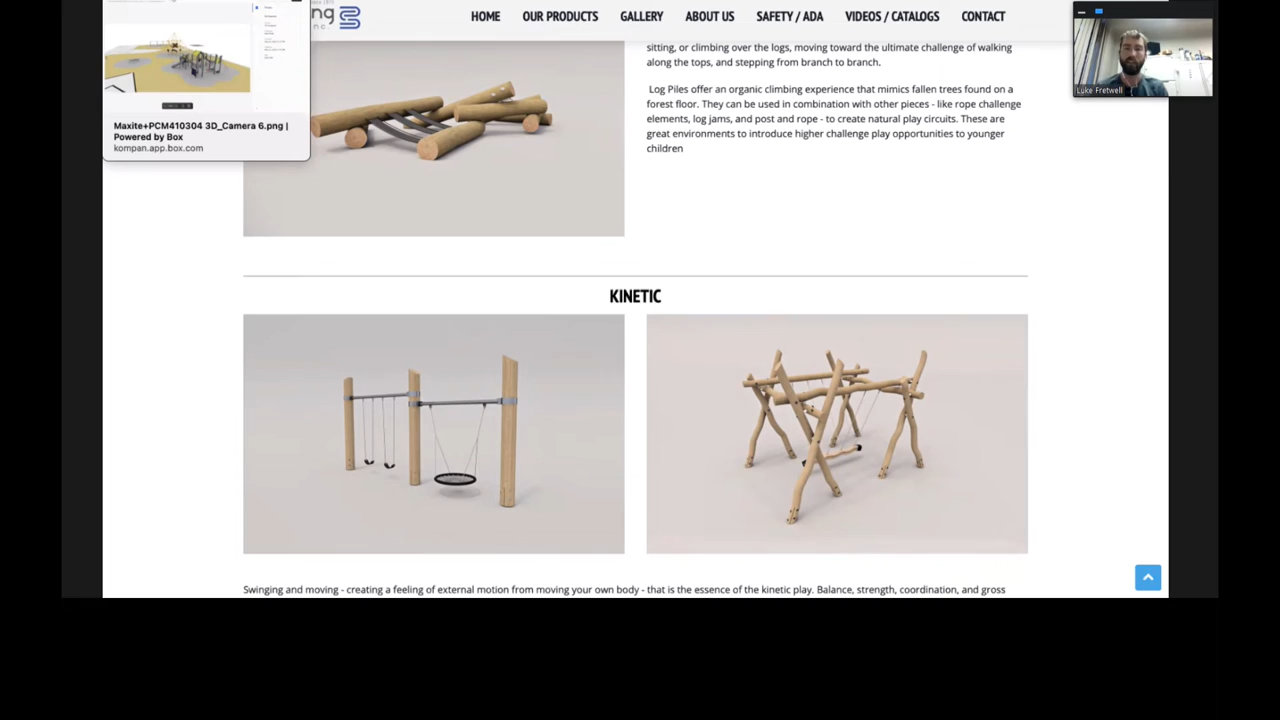 ng
nc.
HOME
OUR PRODUCTS
GALLERY
ABOUT US
SAFETY / ADA
VIDEOS / CATALOGS
CONTACT
Maxite+PCM410304 3D_Camera 6.png |
Powered by Box
kompan.app.box.com
sitting, or climbing over the logs, moving toward the ultimate challenge of walking
along the tops, and stepping from branch to branch.
Log Piles offer an organic climbing experience that mimics fallen trees found on a
forest floor. They can be used in combination with other pieces - like rope challenge
elements, log jams, and post and rope - to create natural play circuits. These are
great environments to introduce higher challenge play opportunities to younger
children
Luke Fretwell
KINETIC
Swinging and moving - creating a feeling of external motion from moving your own body - that is the essence of the kinetic play. Balance, strength, coordination, and gross